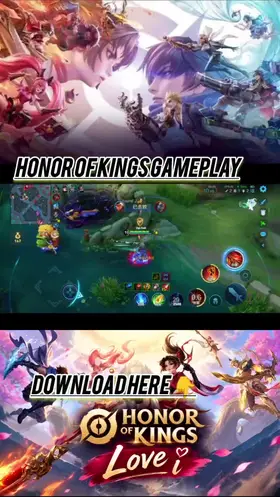 HONOR OF KINGS GAMEPLAY
DOWNLOAD HERE
HONOR
OF KINGS
Love i